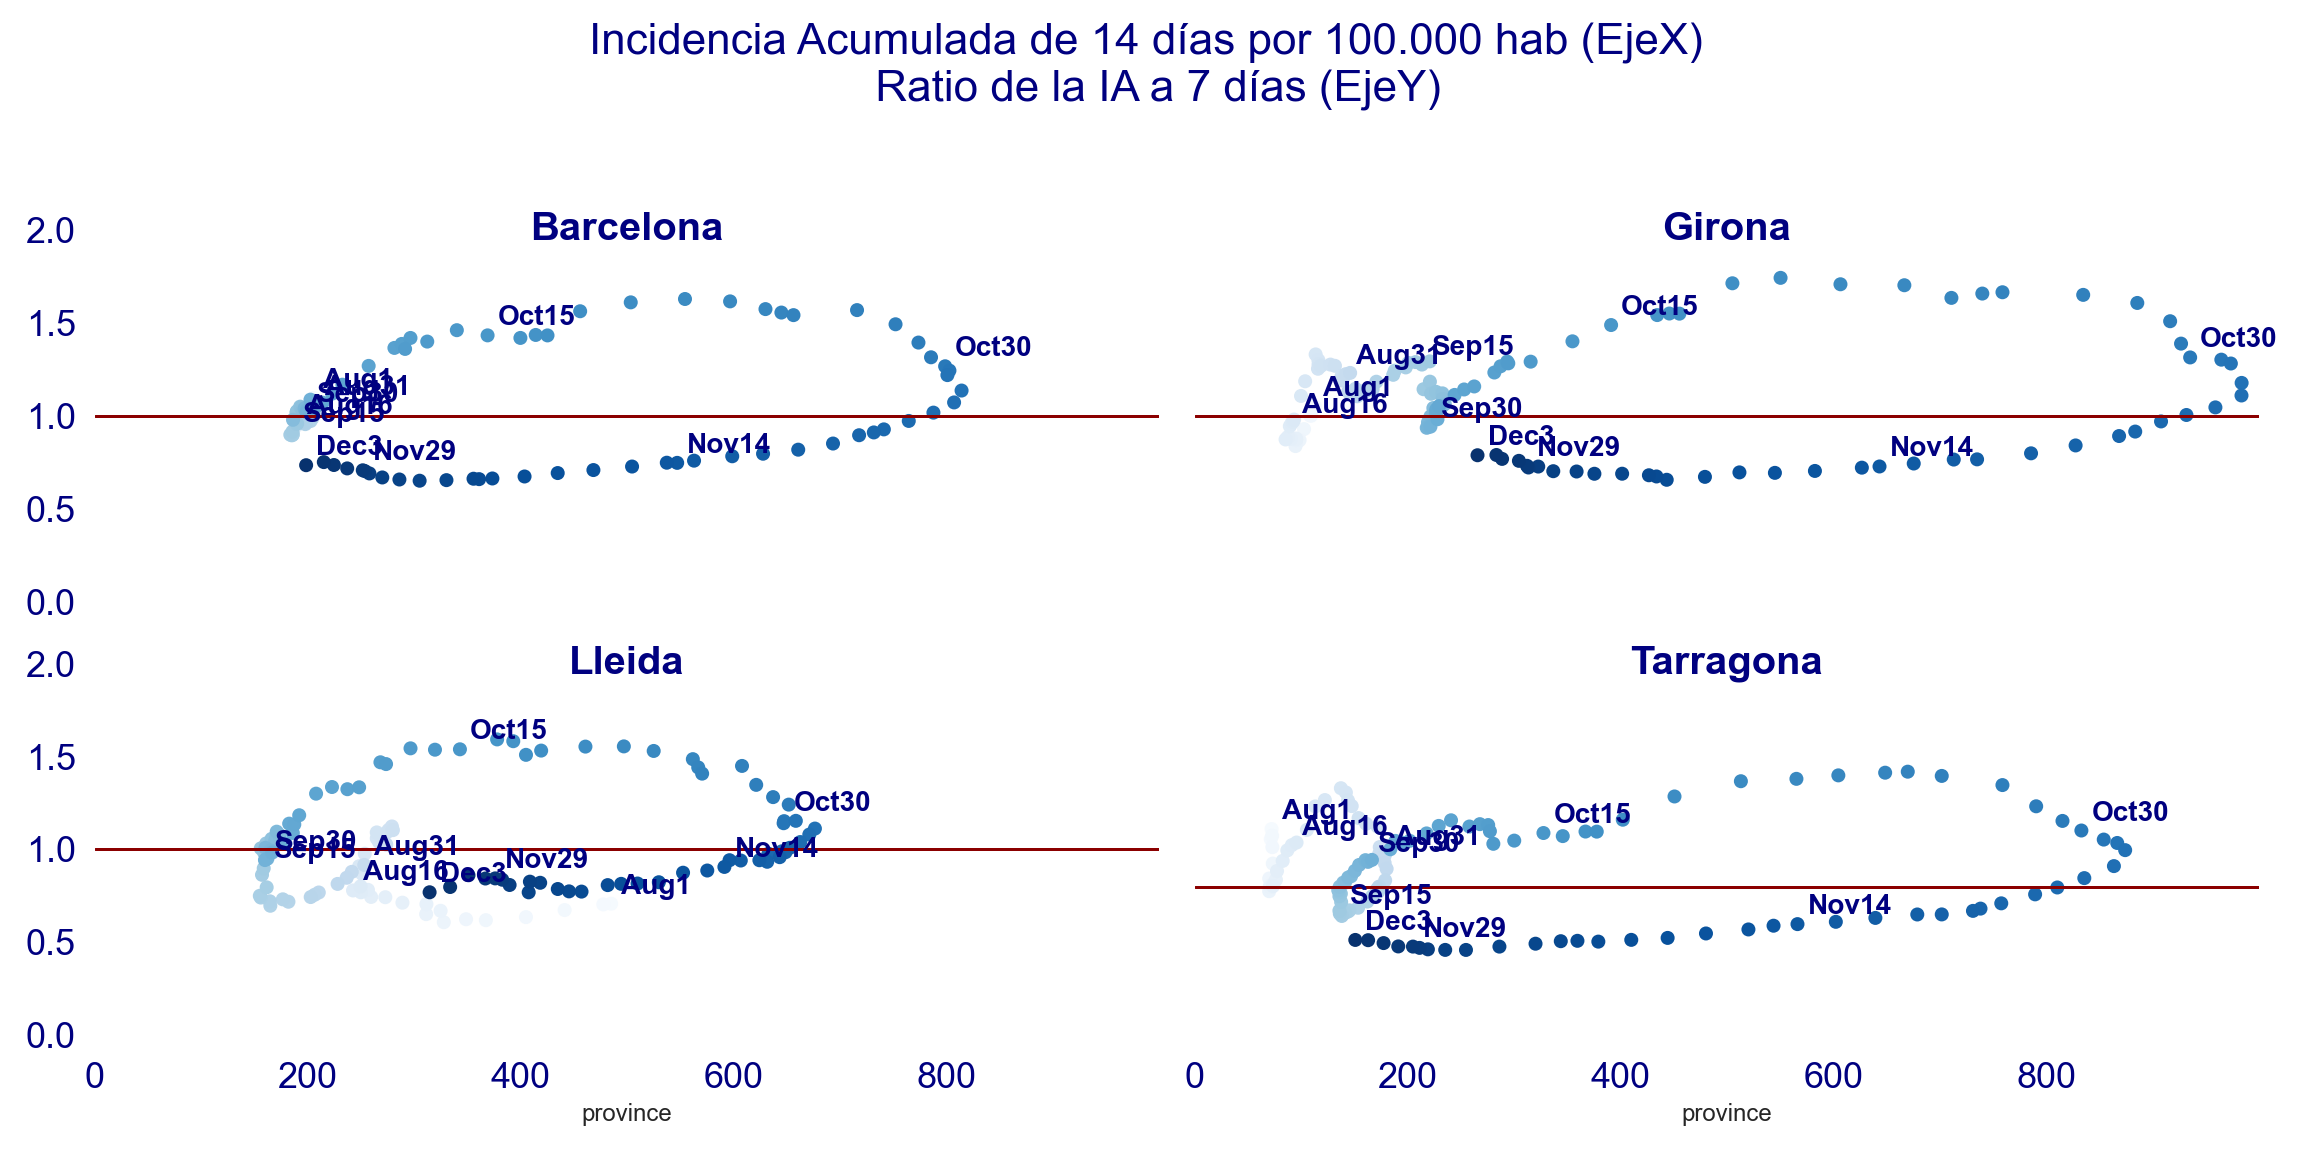 Incidencia Acumulada de 14 días por 100.000 hab (EjeX)
Ratio de la IA a 7 días (EjeY)
Barcelona
2.0
1.5
1.0
0.5
0.0
Oct15
Oct30
Aug1
Aug31
Sep30
Aug16
Sep15
Dec3
Nov29
Nov14
Girona
Oct15
Oct30
Sep15
Aug31
Aug1
Aug16
Sep30
Dec3
Nov29
Nov14
Lleida
2.0
1.5
1.0
0.5
0.0
Oct15
Oct30
Sep30
Sep15
Aug31
Nov14
Nov29
Aug16
Dec3
Aug1
0
200
400
600
800
province
Tarragona
Aug1
Oct15
Oct30
Aug16
Aug31
Sep30
Sep15
Nov14
Dec3
Nov29
0
200
400
600
800
province